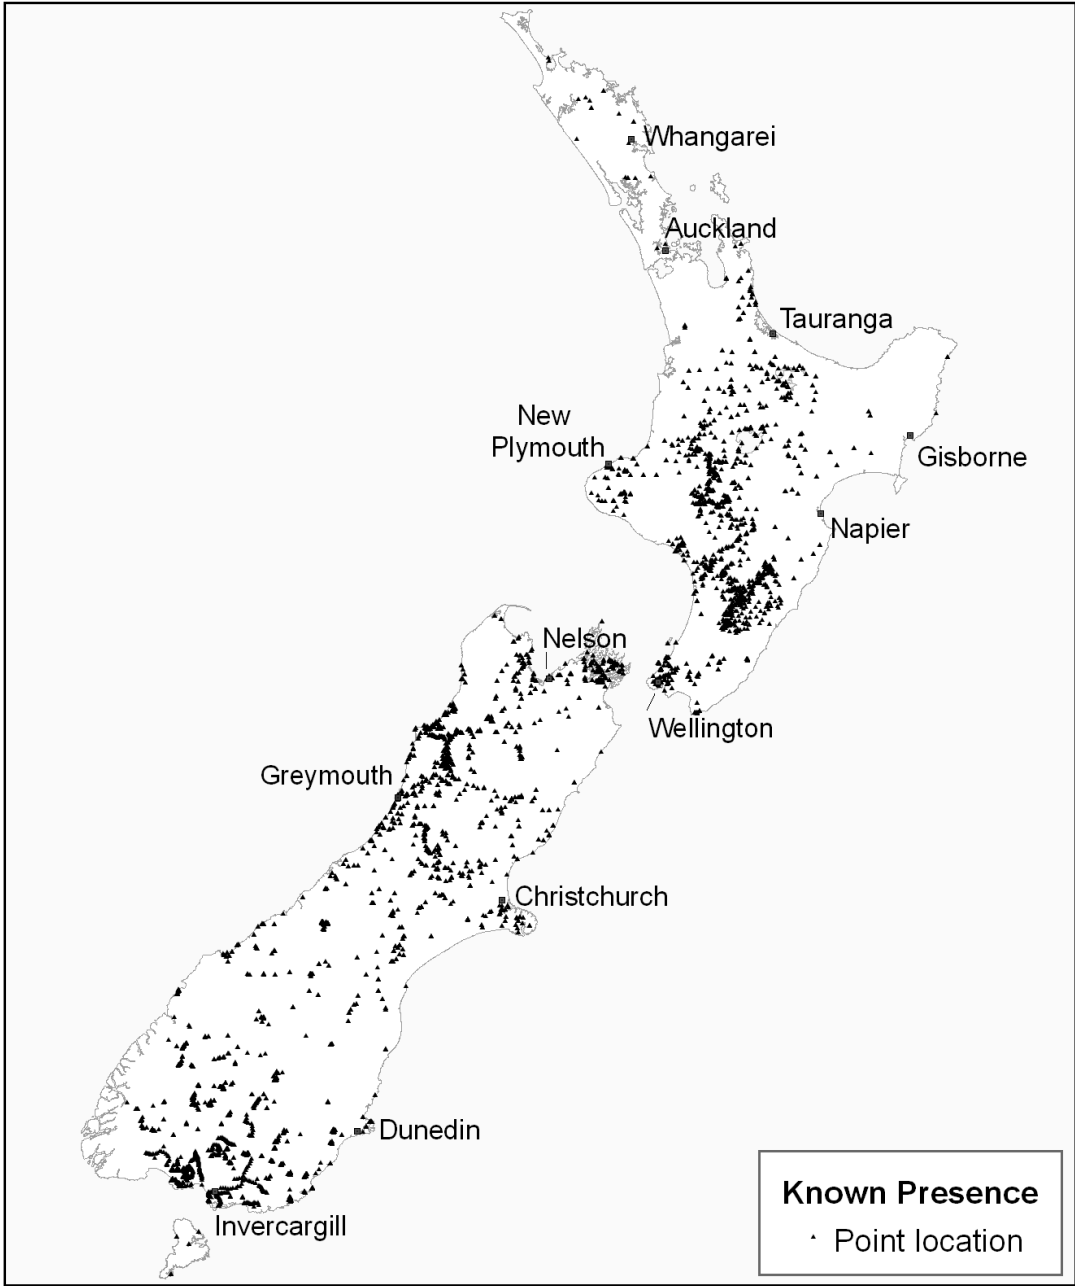 Whangarei
Auckland
Tauranga
New
Plymouth
Gisborne
Napier
Nelson
Wellington
Greymouth
Christchurch
Dunedin
Invercargill
Known Presence
Point location